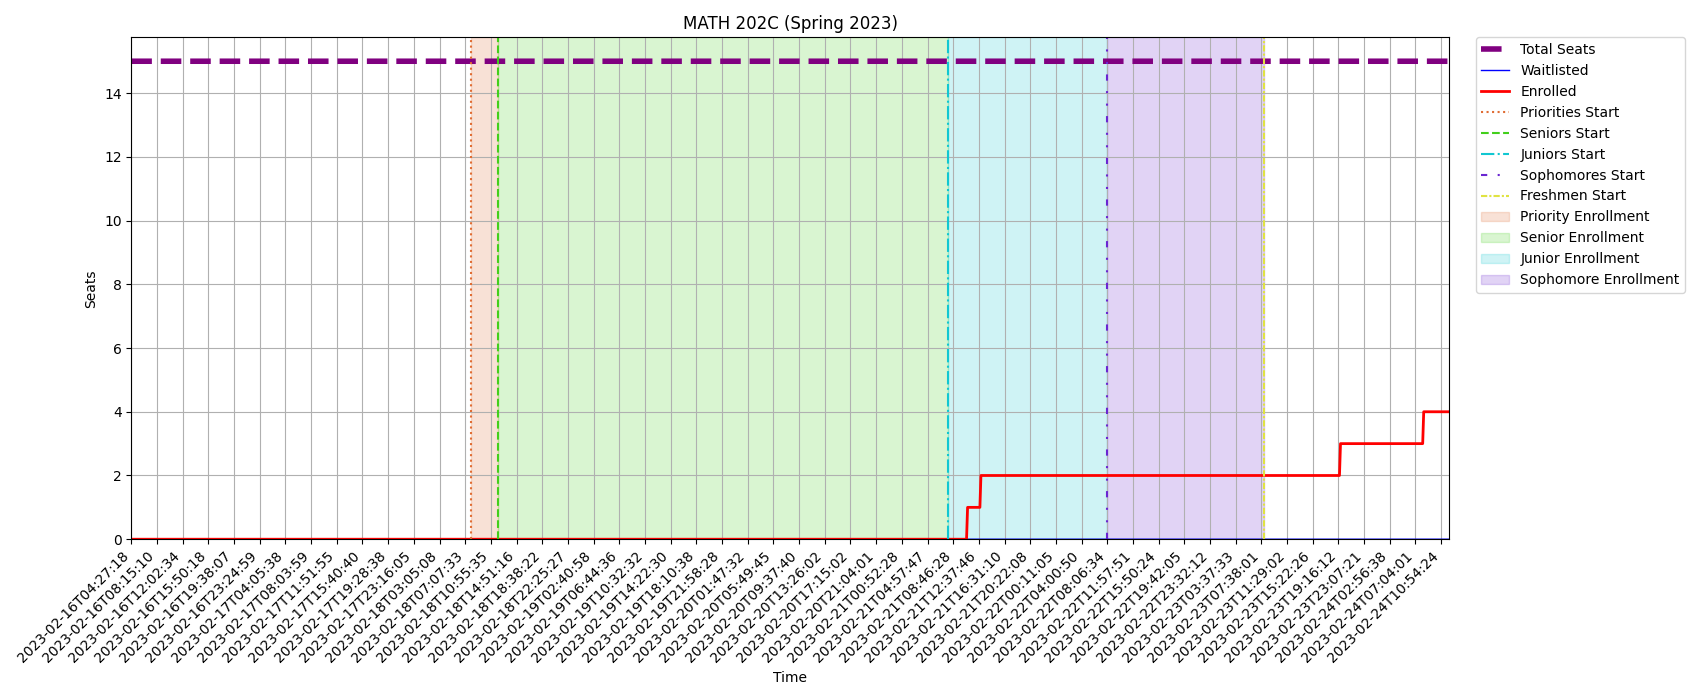 MATH 202C (Spring 2023)
Total Seats
Waitlisted
Enrolled
Priorities Start
Seniors Start
Juniors Start
Sophomores Start
Freshmen Start
Priority Enrollment
Senior Enrollment
Junior Enrollment
Sophomore Enrollment
Seats
14
12
10
8
6
4
2
0
2023-02-16T04:27:18
2023-02-16T08:15:10
2023-02-16T12:02:34
2023-02-16T15:50:18
2023-02-16T19:38:07
2023-02-16T23:24:59
2023-02-17T04:05:38
2023-02-17T08:03:59
2023-02-17T11:51:55
2023-02-17T15:40:40
2023-02-17T19:28:38
2023-02-17T23:16:05
2023-02-18T03:05:08
2023-02-18T07:07:33
2023-02-18T10:55:35
2023-02-18T14:51:16
2023-02-18T18:38:22
2023-02-18T22:25:27
2023-02-19T02:40:58
2023-02-19T06:44:36
2023-02-19T10:32:32
2023-02-19T14:22:30
2023-02-19T18:10:38
2023-02-19T21:58:28
2023-02-20T01:47:32
2023-02-20T05:49:45
2023-02-20T09:37:40
2023-02-20T13:26:02
2023-02-20T17:15:02
2023-02-20T21:04:01
2023-02-21T00:52:28
2023-02-21T04:57:47
2023-02-21T08:46:28
2023-02-21T12:37:46
2023-02-21T16:31:10
2023-02-21T20:22:08
2023-02-22T00:11:05
2023-02-22T04:00:50
2023-02-22T08:06:34
2023-02-22T11:57:51
2023-02-22T15:50:24
2023-02-22T19:42:05
2023-02-22T23:32:12
2023-02-23T03:37:33
2023-02-23T07:38:01
2023-02-23T11:29:02
2023-02-23T15:22:26
2023-02-23T19:16:12
2023-02-23T23:07:21
2023-02-24T02:56:38
2023-02-24T07:04:01
2023-02-24T10:54:24
Time